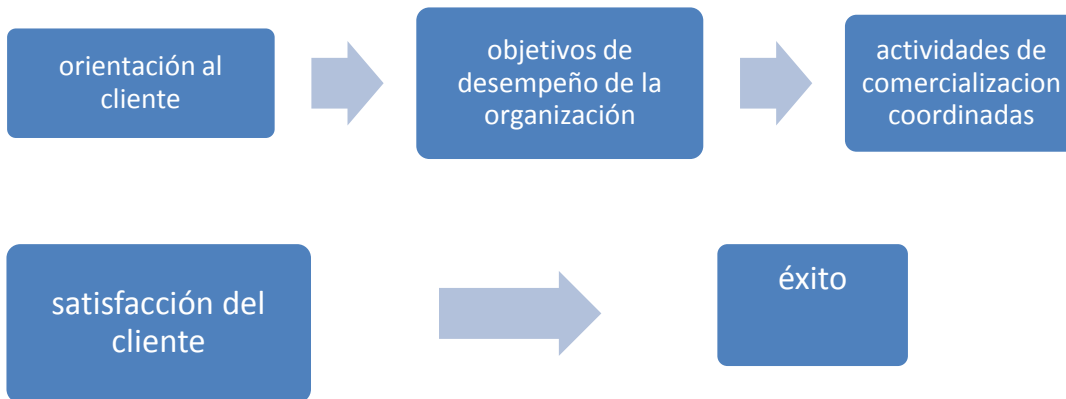 orientación al
cliente
objetivos de
desempeño de la
organización
actividades de
comercializacion
coordinadas
satisfacción del
cliente
éxito